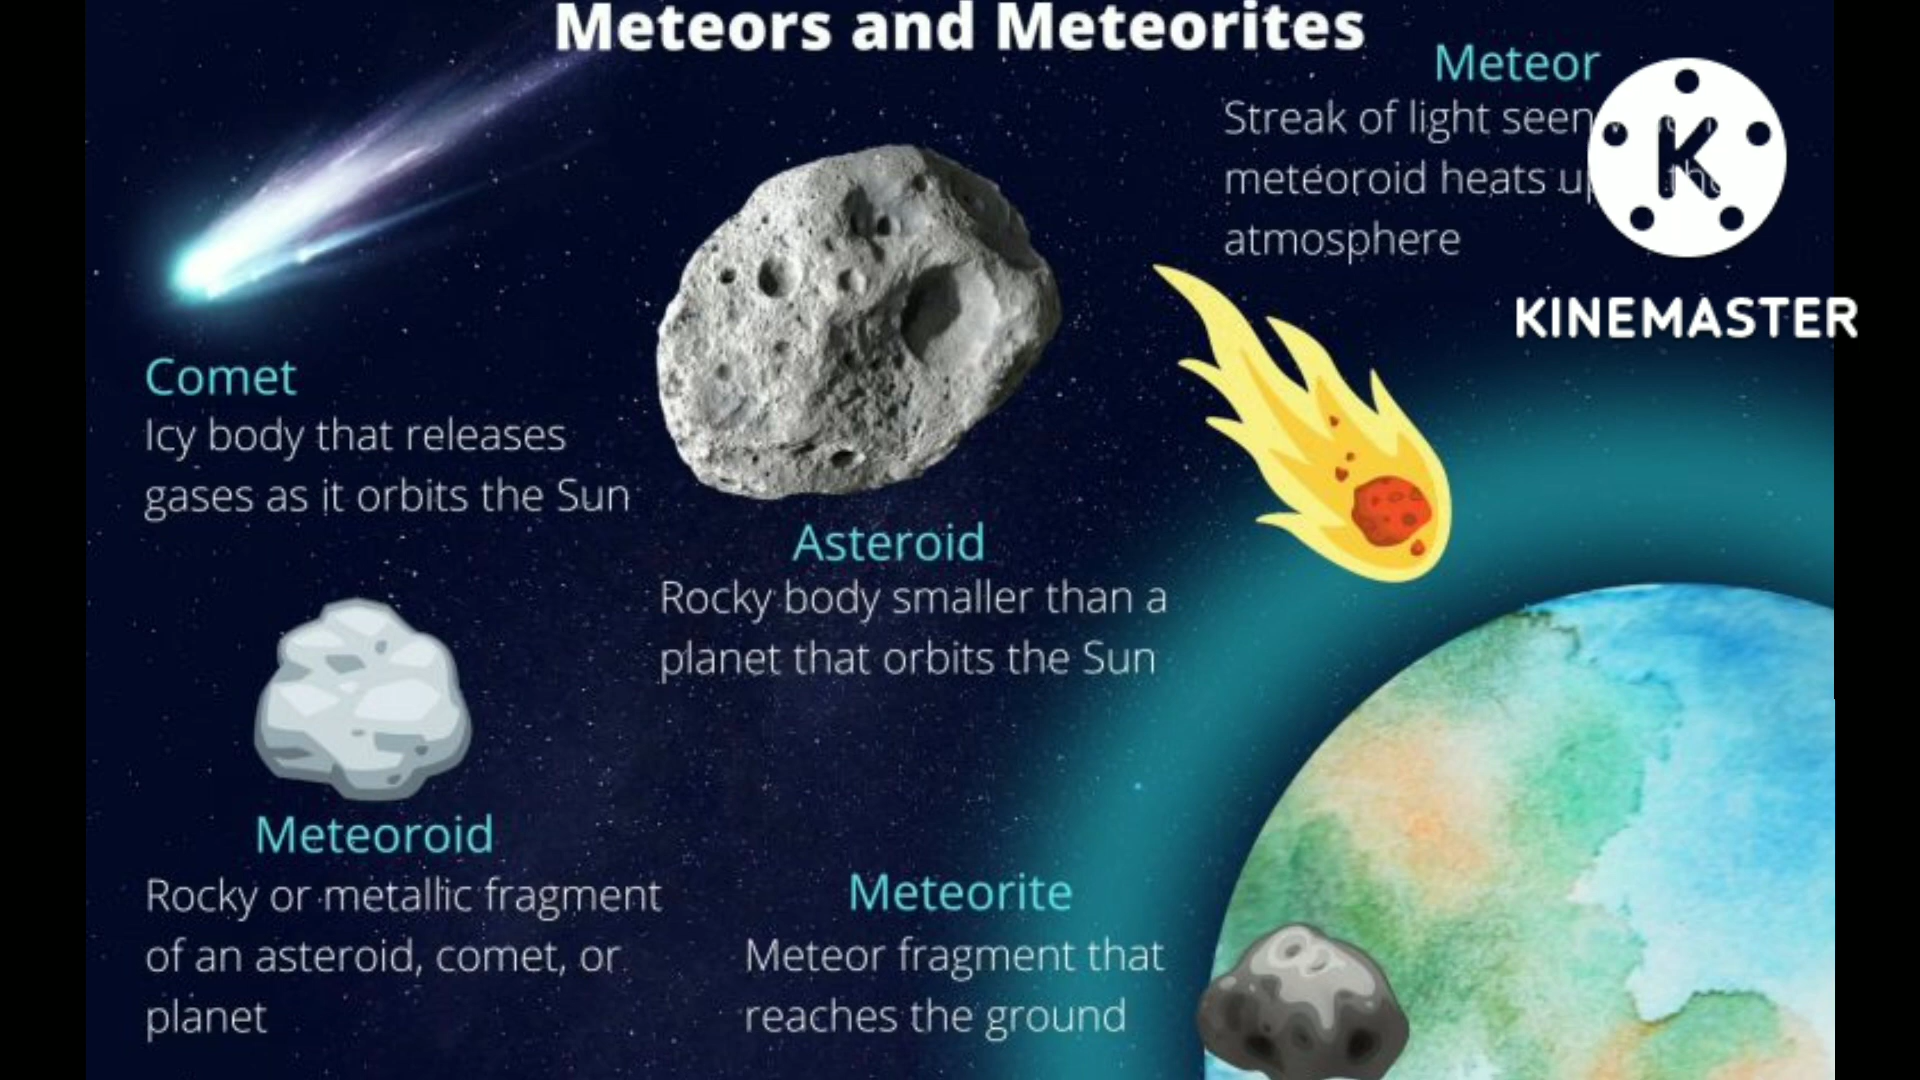 Meteors and Meteorites
Meteor
Streak of light seen
meteoroid heats the
atmosphere
K
KINEMASTER
Comet
Icy body that releases
gases as it orbits the Sun
Asteroid
Rocky body smaller than a
planet that orbits the Sun
Meteoroid
Rocky or metallic fragment
of an asteroid, comet, or
planet
Meteorite
Meteor fragment that
reaches the ground